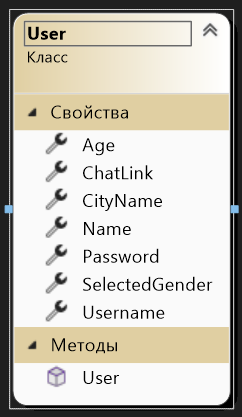 User
Класс
Свойства
Age
ChatLink
CityName
Name
Password
SelectedGender
Username
Методы
User